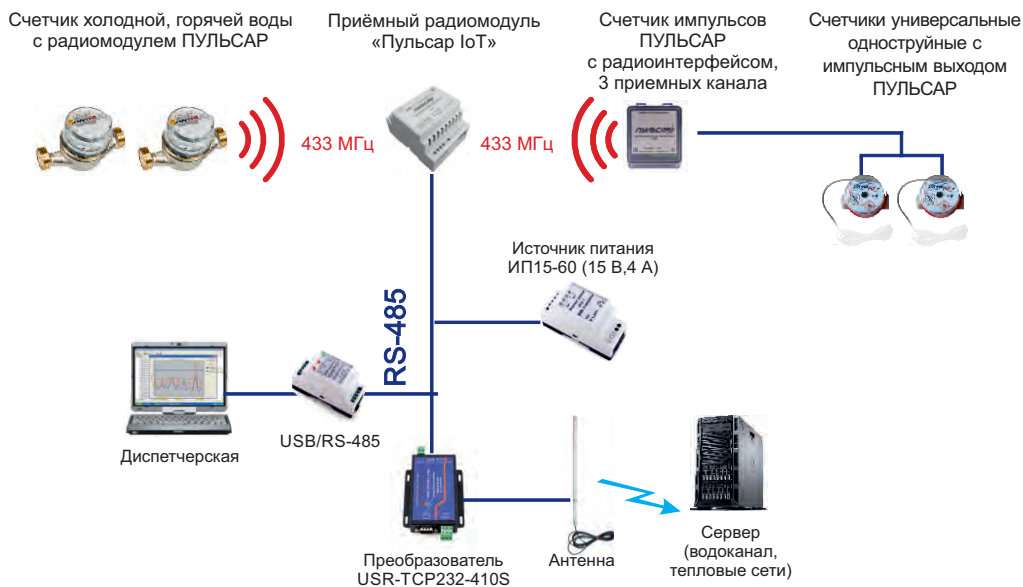 Счетчик холодной, горячей воды
с радиомодулем ПУЛЬСАР
Приёмный радиомодуль
«Пульсар IoT»
Счетчик импульсов
ПУЛЬСАР
с радиоинтерфейсом,
3 приемных канала
Счетчики универсальные
одноструйные с
импульсным выходом
ПУЛЬСАР
433 МГц
433 МГц
ПУЛЬСАР
Источник питания
ИП15-60 (15 В,4 А)
RS-485
USB/RS-485
Диспетчерская
Преобразователь
USR-TCP232-410S
Антенна
Сервер
(водоканал,
тепловые сети)